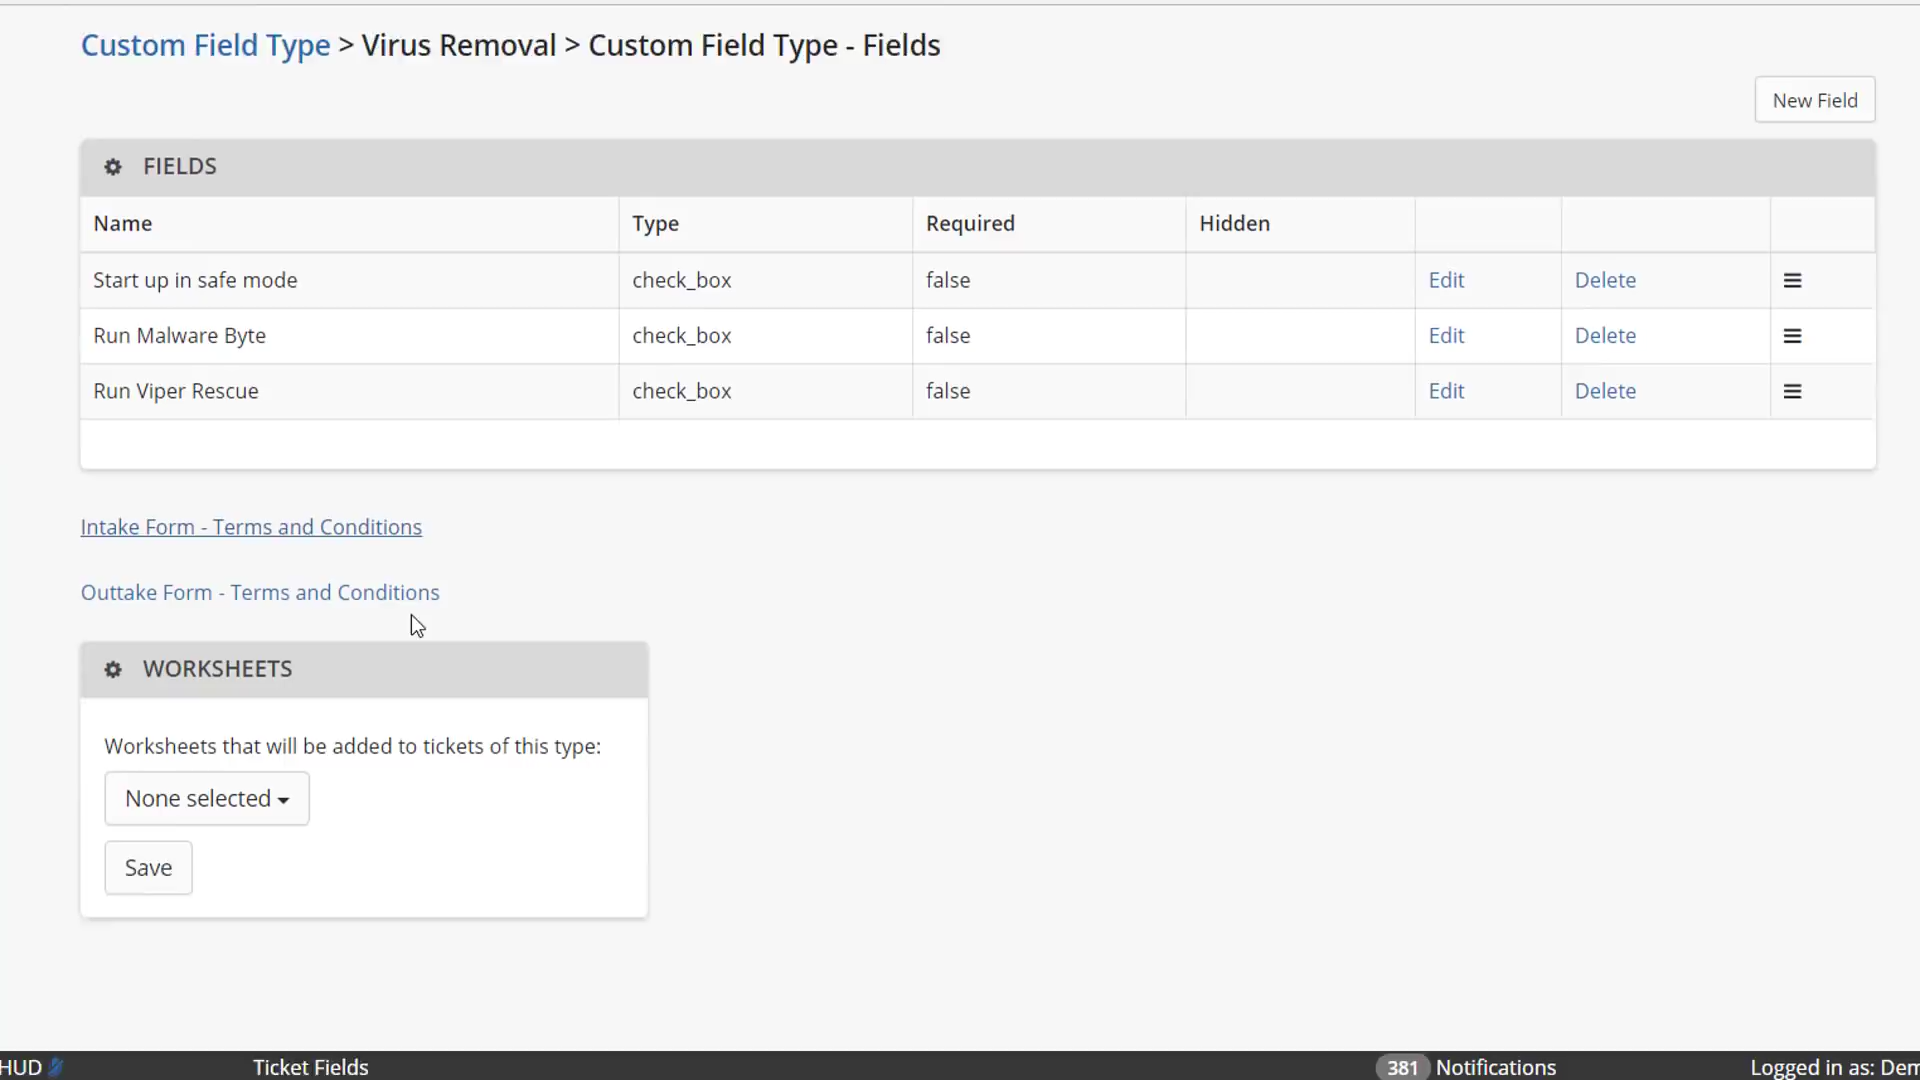 Custom Field Type > Virus Removal > Custom Field Type - Fields
New Field
FIELDS
Name Type Required Hidden
Start up in safe mode check_box false Edit Delete
Run Malware Byte check_box false Edit Delete
Run Viper Rescue check_box false Edit Delete
Intake Form - Terms and Conditions
Outtake Form - Terms and Conditions
WORKSHEETS
Worksheets that will be added to tickets of this type:
None selected
Save
HUD Ticket Fields 381 Notifications Logged in as: Dem